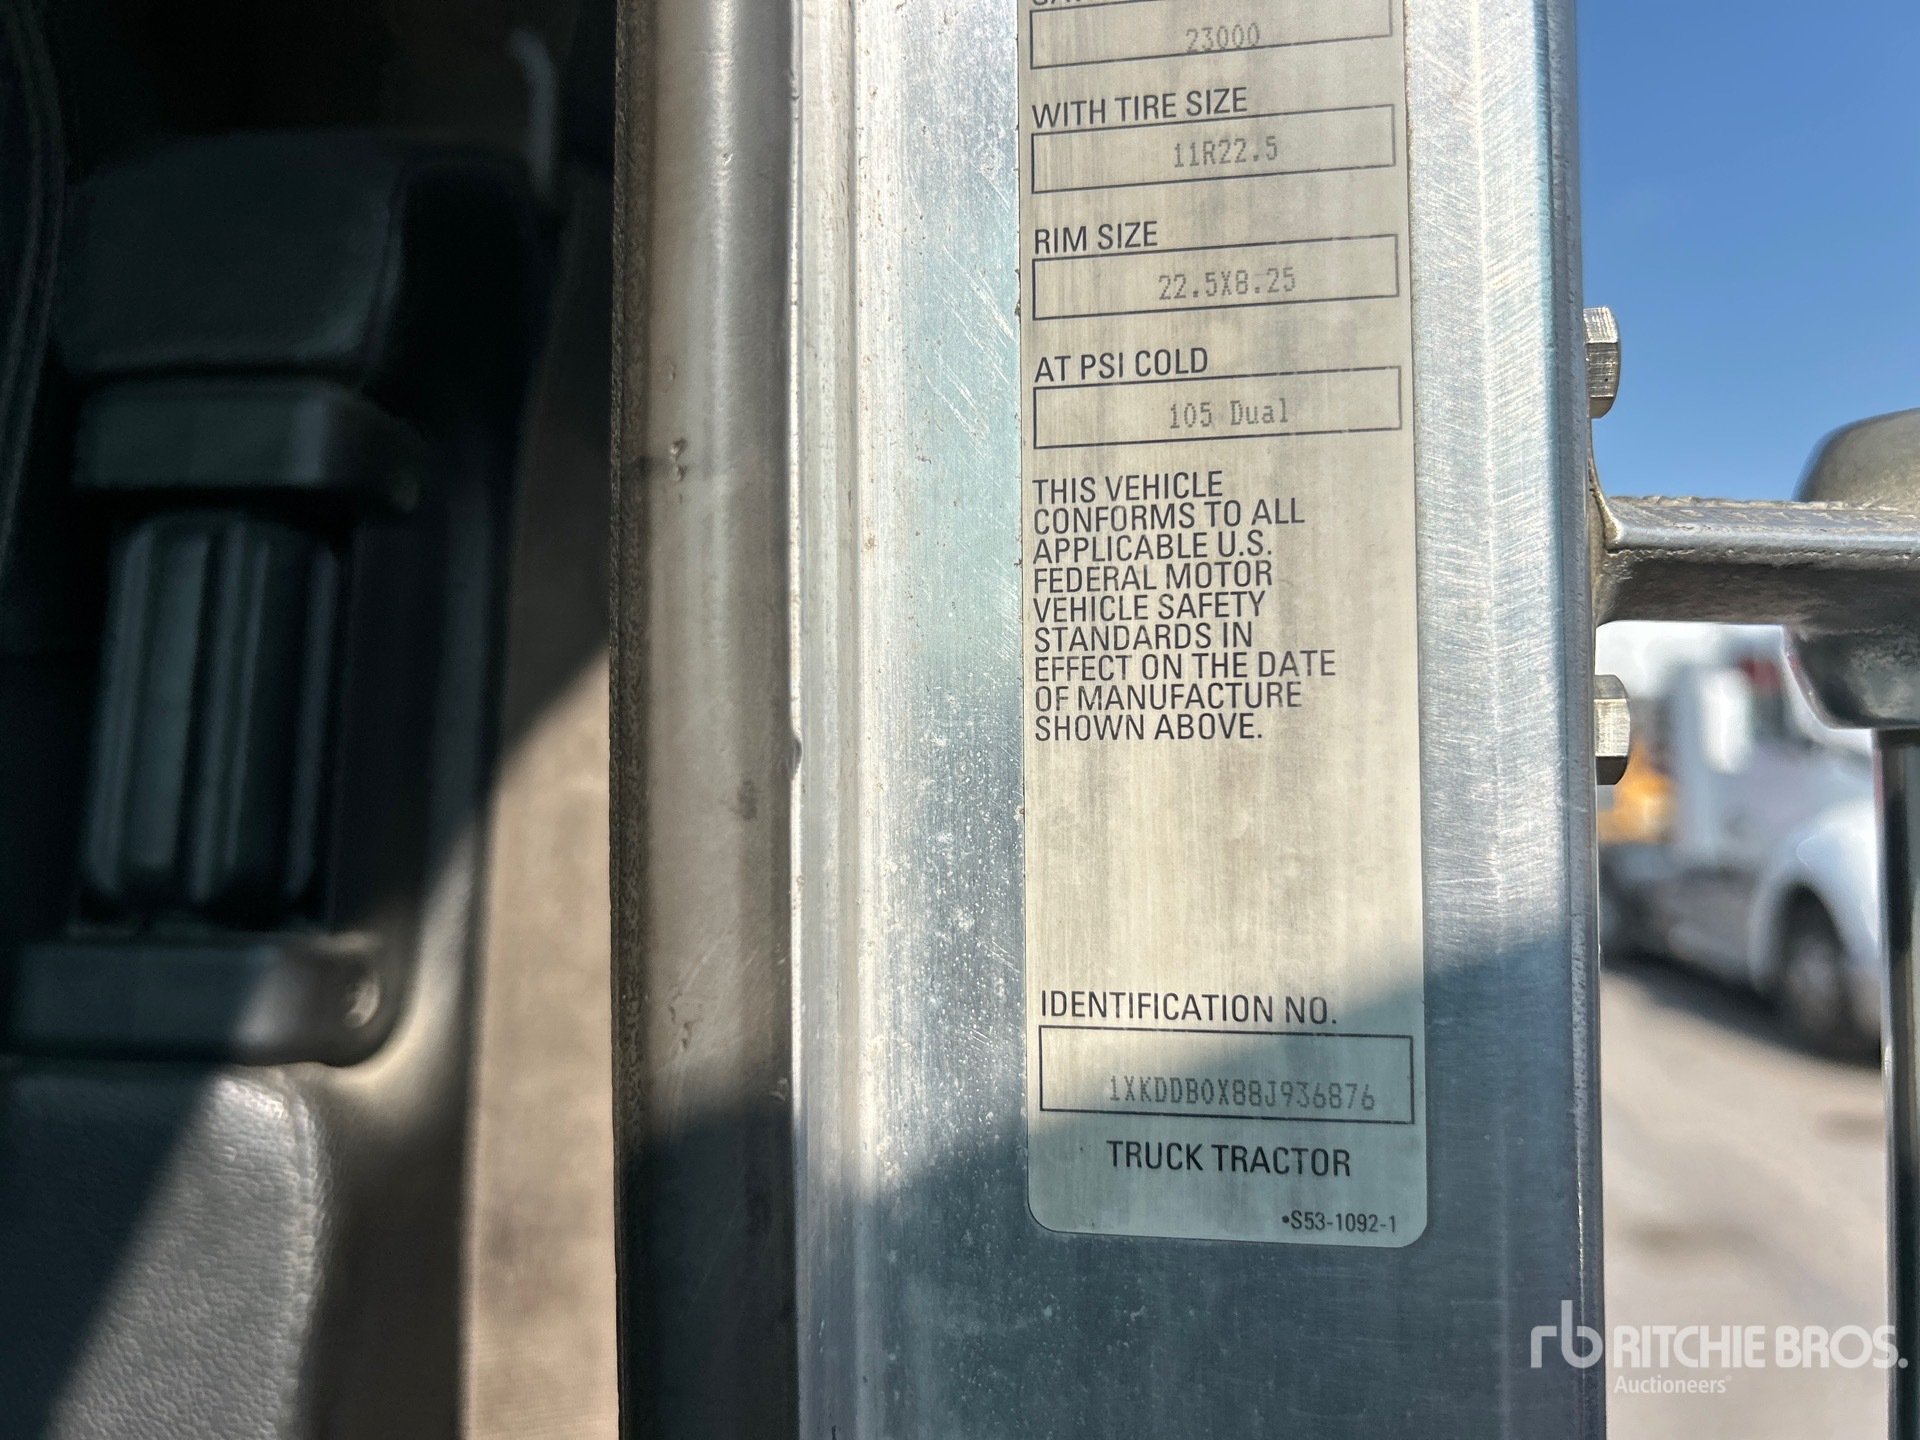 23000
WITH TIRE SIZE
11R22.5
RIM SIZE
22.5X8.25
AT PSI COLD
105 Dual
THIS VEHICLE
CONFORMS TO ALL
APPLICABLE U.S.
FEDERAL MOTOR
VEHICLE SAFETY
STANDARDS IN
EFFECT ON THE DATE
OF MANUFACTURE
SHOWN ABOVE.
IDENTIFICATION NO.
1XKDDB0X88J936876
TRUCK TRACTOR
•S53-1092-1
rb RITCHIE BROS.
Auctioneers